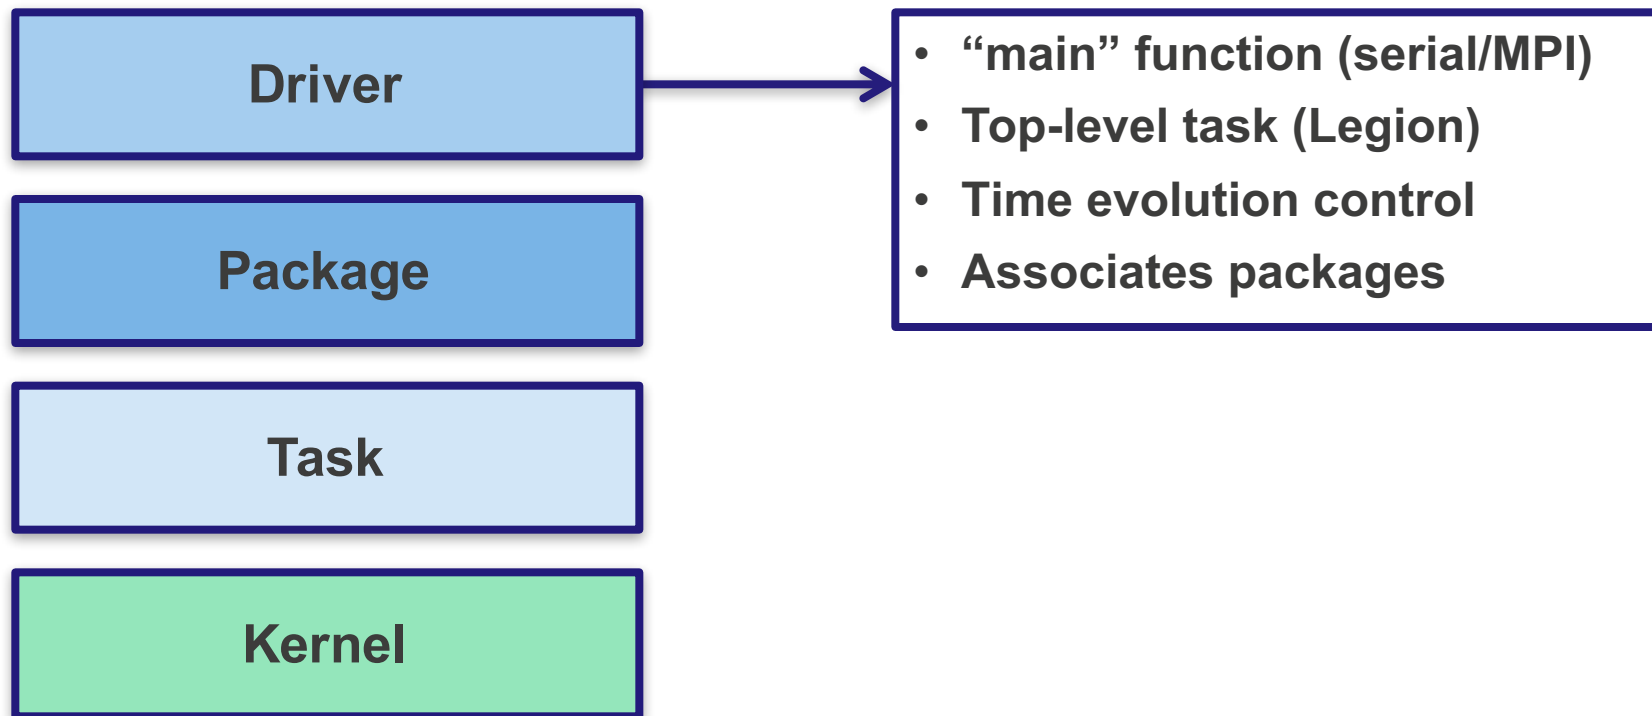 Driver
Package
Task
Kernel
• “main” function (serial/MPI)
• Top-level task (Legion)
• Time evolution control
• Associates packages